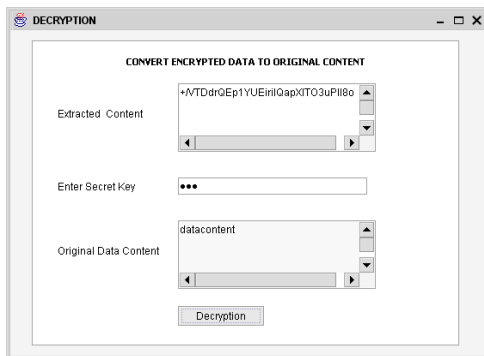 DECRYPTION
CONVERT ENCRYPTED DATA TO ORIGINAL CONTENT
+/VTDdrQEp1YUEirilQapXlTO3uPll8o
Extracted Content
Enter Secret Key
•••
datacontent
Original Data Content
Decryption